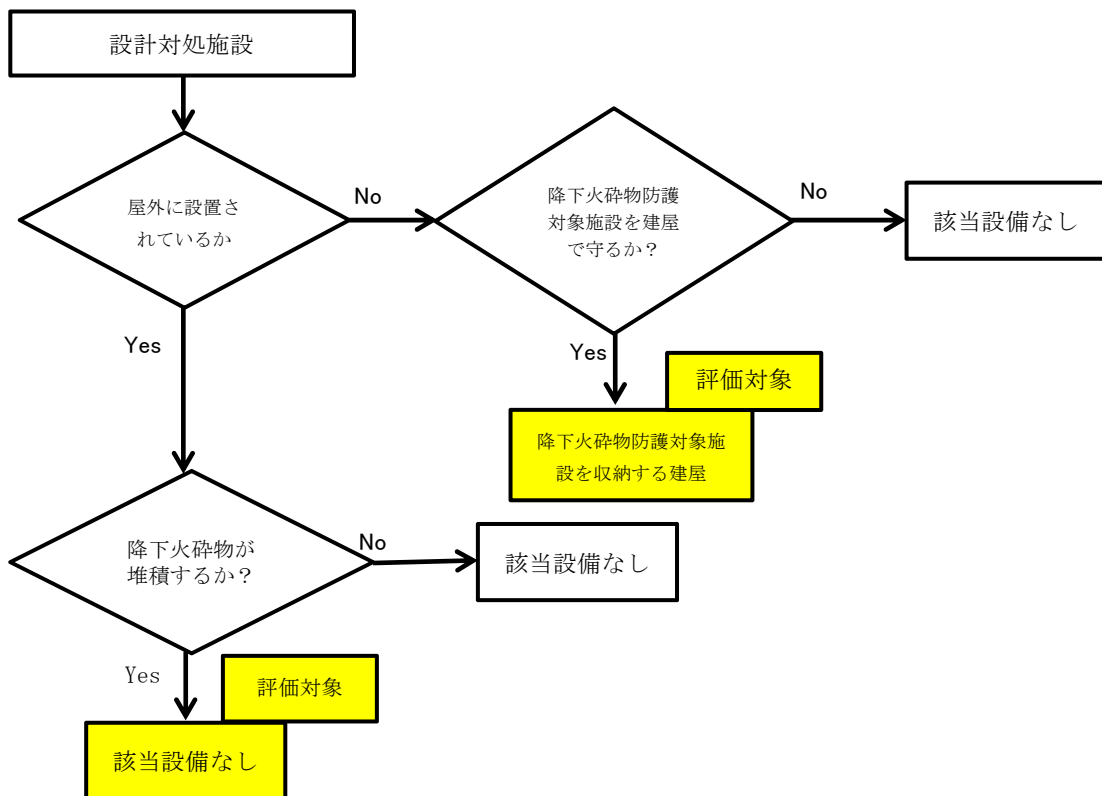 設計対処施設
屋外に設置さ
れているか
No
降下火砕物防護
対象施設を建屋
で守るか？
No
該当設備なし
Yes
Yes
評価対象
降下火砕物防護対象施
設を収納する建屋
降下火砕物が
堆積するか？
No
該当設備なし
Yes
評価対象
該当設備なし